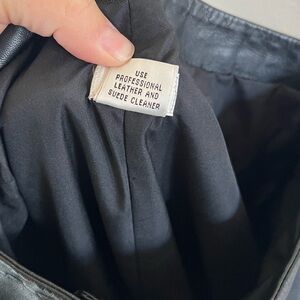 USE
PROFESSIONAL
LEATHER AND
SUEDE CLEANER